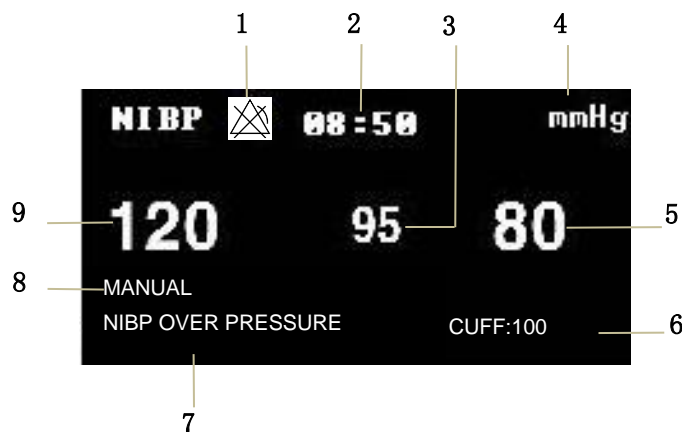 1 2 3 4
NIBP 08:50 mmHg
9 120 95 80 5
8 MANUAL
NIBP OVER PRESSURE CUFF:100 6
7